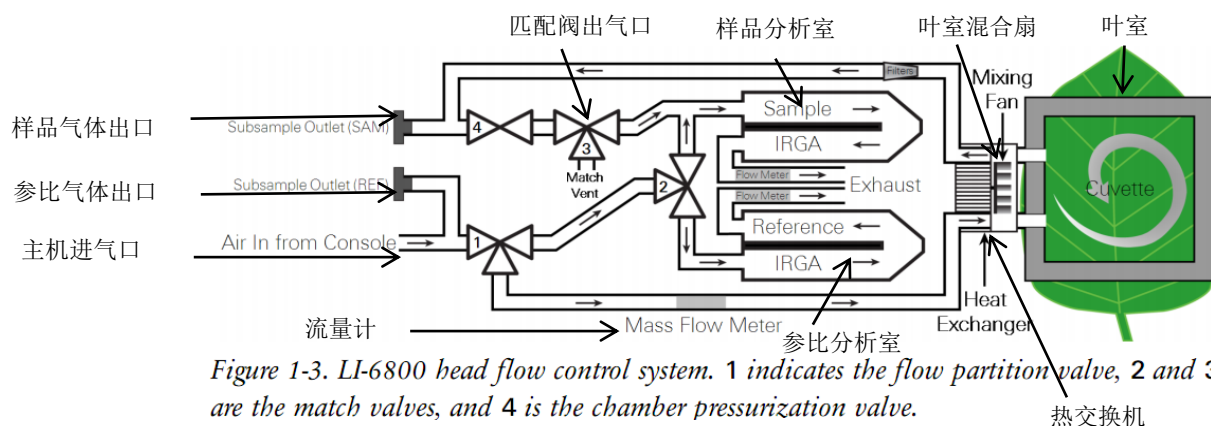 匹配阀出气口
样品分析室
叶室混合扇
叶室
Filters
Mixing
Fan
样品气体出口
Subsample Outlet (SAM)
4
3
Sample
IRGA
Match
Vent
参比气体出口
Subsample Outlet (REF)
2
Flow Meter
Flow Meter
Exhaust
Cuvette
主机进气口
Air In from Console
1
Reference
IRGA
Heat
Exchanger
流量计
Mass Flow Meter
参比分析室
Figure 1-3. LI-6800 head flow control system. 1 indicates the flow partition valve, 2 and 3
are the match valves, and 4 is the chamber pressurization valve.
热交换机